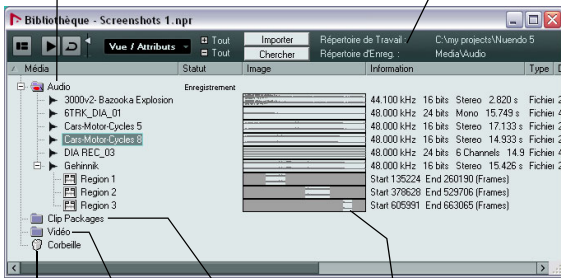 Bibliothèque - Screenshots 1.npr
Vue / Attributs
Tout
Tout
Importer
Chercher
Répertoire de Travail :
C:\my projects\Nuendo 5
Répertoire d'Enreg. :
Media\Audio
Média Statut Image Information Type
Audio Enregistrement
3000v2- Bazooka Explosion 44.100 kHz 16 bits Stereo 2.820 s Fichier
6TRK_DIA_01 48.000 kHz 24 bits Mono 15.749 s Fichier
Cars-Motor-Cycles 5 48.000 kHz 16 bits Stereo 17.133 s Fichier
Cars-Motor-Cycles 8 48.000 kHz 16 bits Stereo 14.933 s Fichier
DIA REC_03 48.000 kHz 24 bits 6 Channels 14.9 Fichier
Gehinnik 48.000 kHz 16 bits Stereo 15.426 s Fichier
Region 1 Start 135224 End 260190 (Frames)
Region 2 Start 378628 End 529706 (Frames)
Region 3 Start 605991 End 663065 (Frames)
Clip Packages
Vidéo
Corbeille